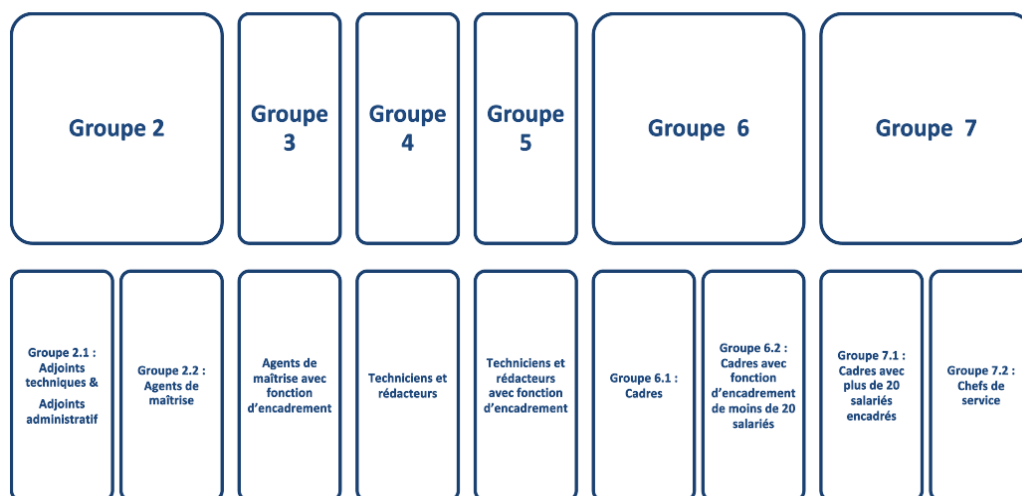 Groupe 2
Groupe
3
Groupe
4
Groupe
5
Groupe 6
Groupe 7
Groupe 2.1 :
Adjoints
techniques &
Adjoints
administratif
Groupe 2.2 :
Agents de
maîtrise
Agents de
maîtrise avec
fonction
d'encadrement
Techniciens et
rédacteurs
Techniciens et
rédacteurs
avec fonction
d'encadrement
Groupe 6.1 :
Cadres
Groupe 6.2 :
Cadres avec
fonction
d'encadrement
de moins de 20
salariés
Groupe 7.1 :
Cadres avec
plus de 20
salariés
encadrés
Groupe 7.2 :
Chefs de
service